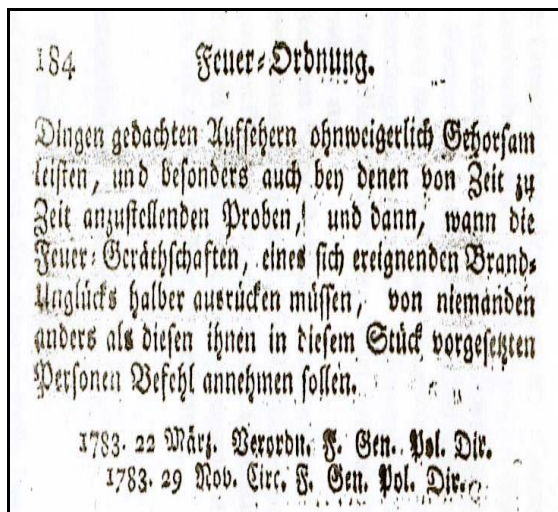 184 Feuer-Ordnung.
Dingen gedachten Aufsehern ohnweigerlich Gehorsam
leisten, und besonders auch bey denen von Zeit zu
Zeit anzustellenden Proben, und dann, wann die
Feuer-Geräthschaften, eines sich ereignenden Brand-
Unglücks halber ausrücken müssen, von niemanden
anders als diesen ihnen in diesem Stück vorgesetzten
Personen Befehl annehmen sollen.
1783. 22 März. Verordn. F. Gen. Pol. Dir.
1783. 29 Nov. Circ. F. Gen. Pol. Dir.